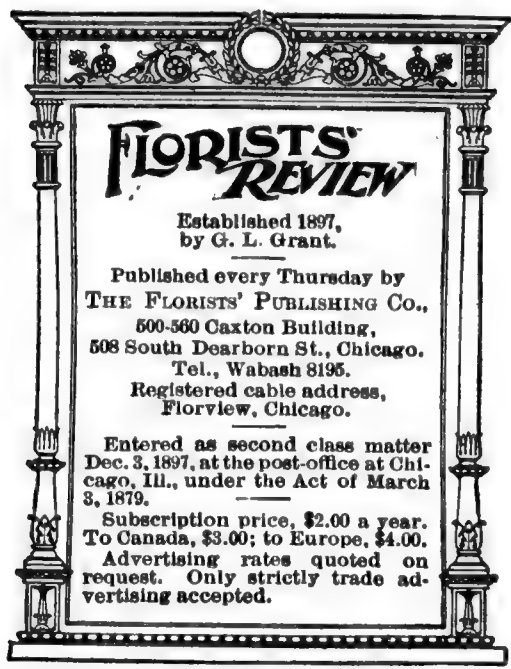 FLORISTS'
REVIEW
Established 1897,
by G. L. Grant.
Published every Thursday by
THE FLORISTS' PUBLISHING CO.,
500-560 Caxton Building,
508 South Dearborn St., Chicago.
Tel., Wabash 8195.
Registered cable address,
Florview, Chicago.
Entered as second class matter
Dec. 3, 1897, at the post-office at Chi-
cago, Ill., under the Act of March
3, 1879.
Subscription price, $2.00 a year.
To Canada, $3.00; to Europe, $4.00.
Advertising rates quoted on
request. Only strictly trade ad-
vertising accepted.